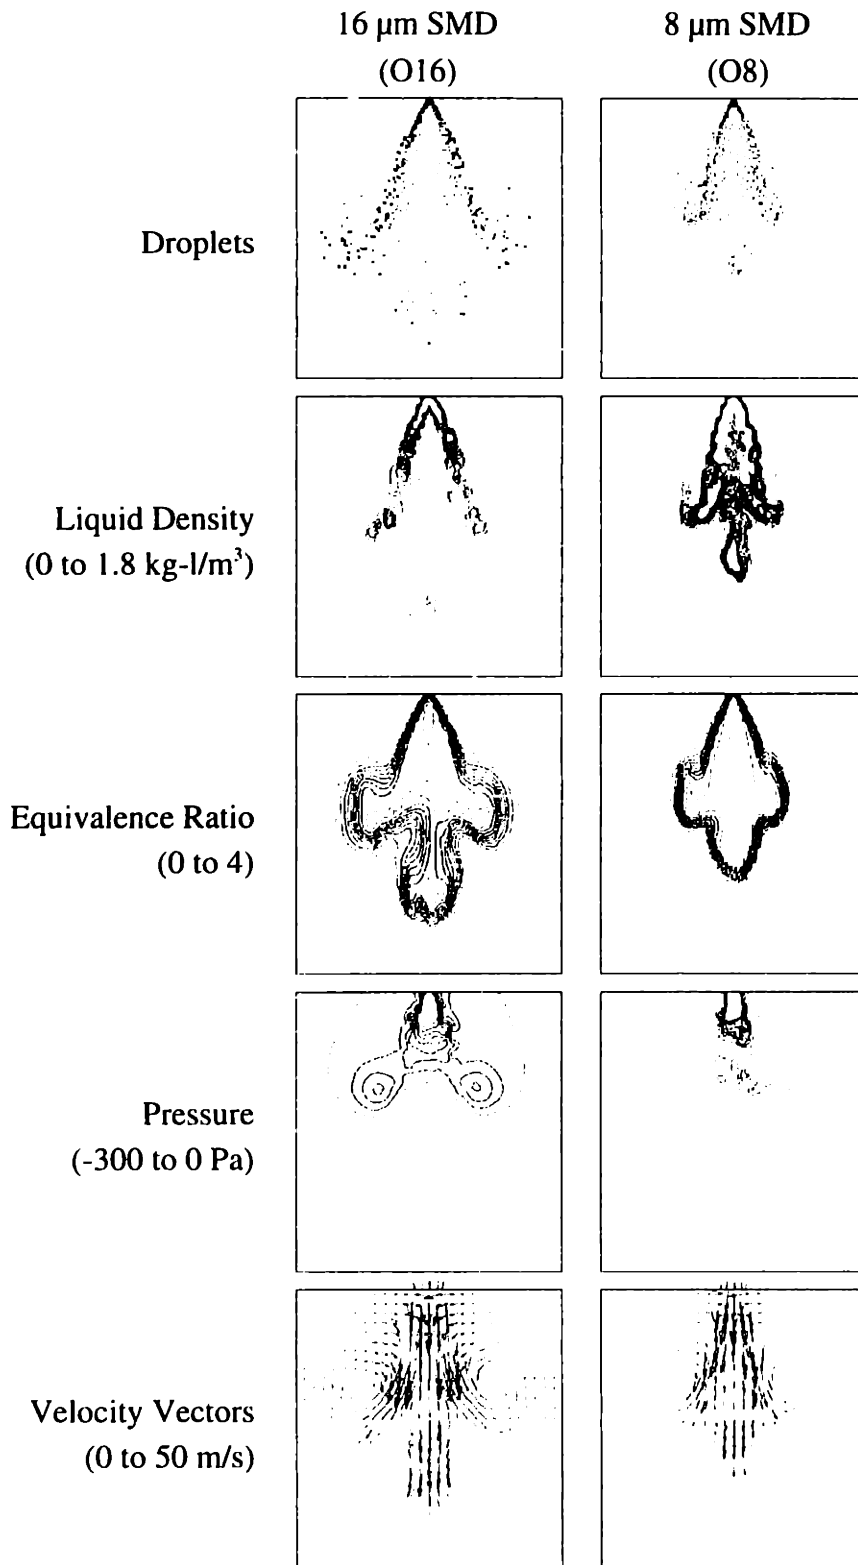 16 µm SMD
(O16)
8 µm SMD
(O8)
Droplets
Liquid Density
(0 to 1.8 kg-l/m³)
Equivalence Ratio
(0 to 4)
Pressure
(-300 to 0 Pa)
Velocity Vectors
(0 to 50 m/s)